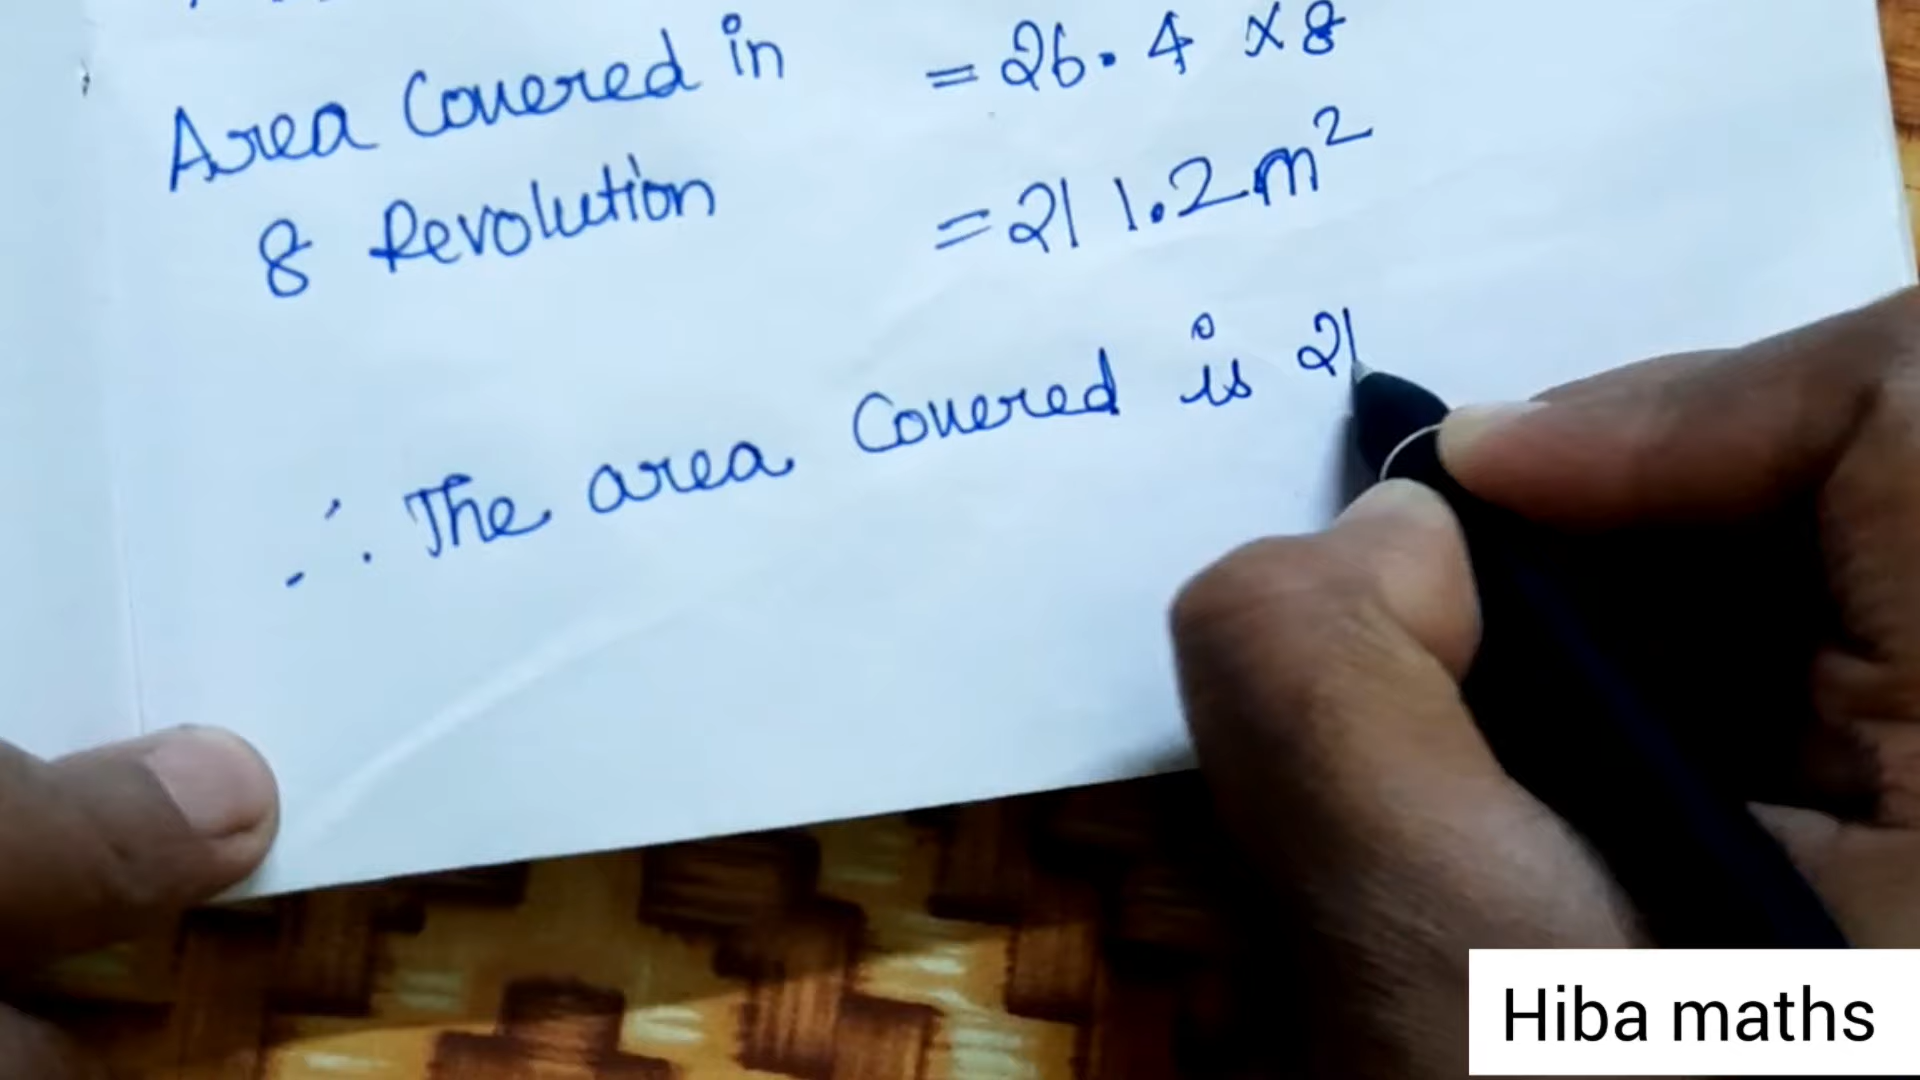 Area Covered in = 26.4 × 8
8 Revolution = 211.2 m²
∴ The area Covered is 21
Hiba maths